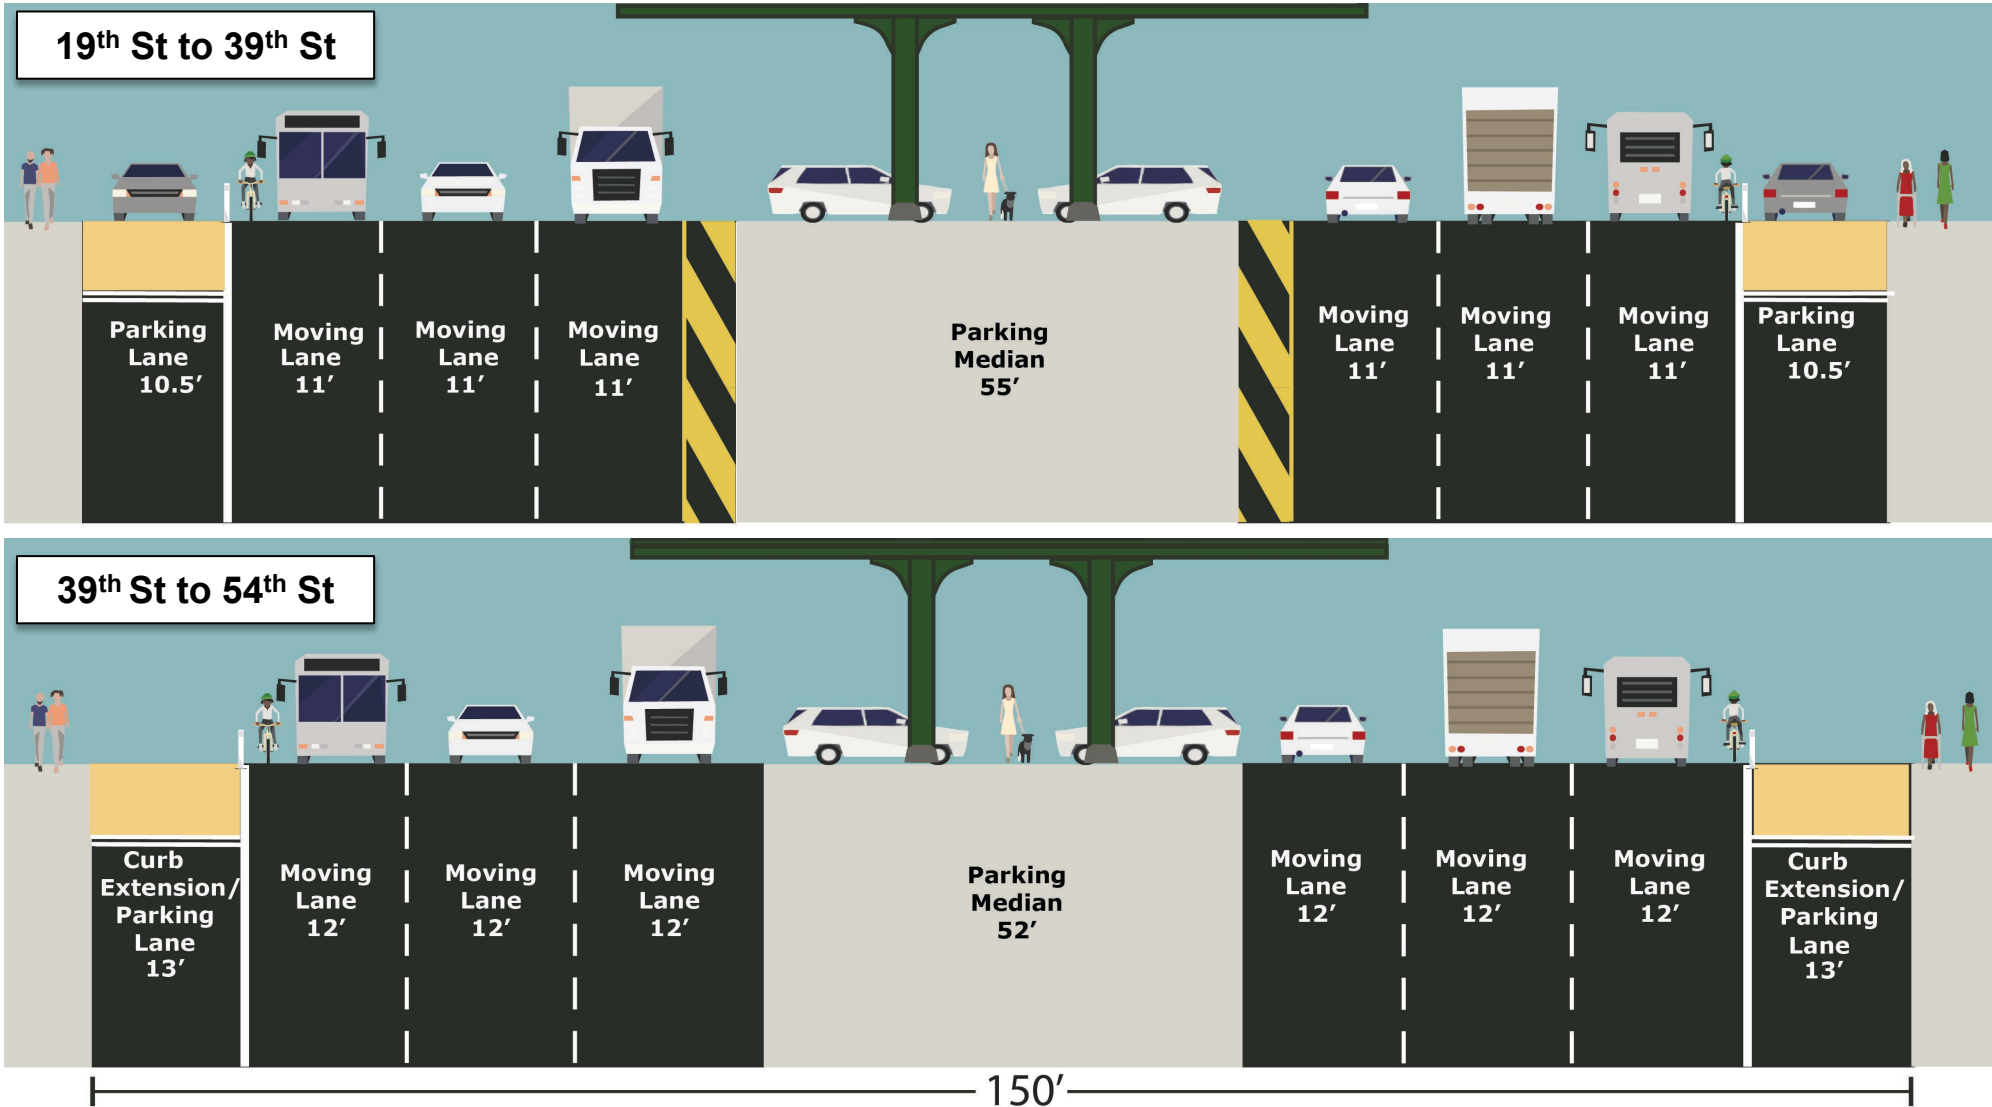 19th St to 39th St
Parking
Lane
10.5′
Moving
Lane
11′
Moving
Lane
11′
Moving
Lane
11′
Parking
Median
55′
Moving
Lane
11′
Moving
Lane
11′
Moving
Lane
11′
Parking
Lane
10.5′
39th St to 54th St
Curb
Extension/
Parking
Lane
13′
Moving
Lane
12′
Moving
Lane
12′
Moving
Lane
12′
Parking
Median
52′
Moving
Lane
12′
Moving
Lane
12′
Moving
Lane
12′
Curb
Extension/
Parking
Lane
13′
150′